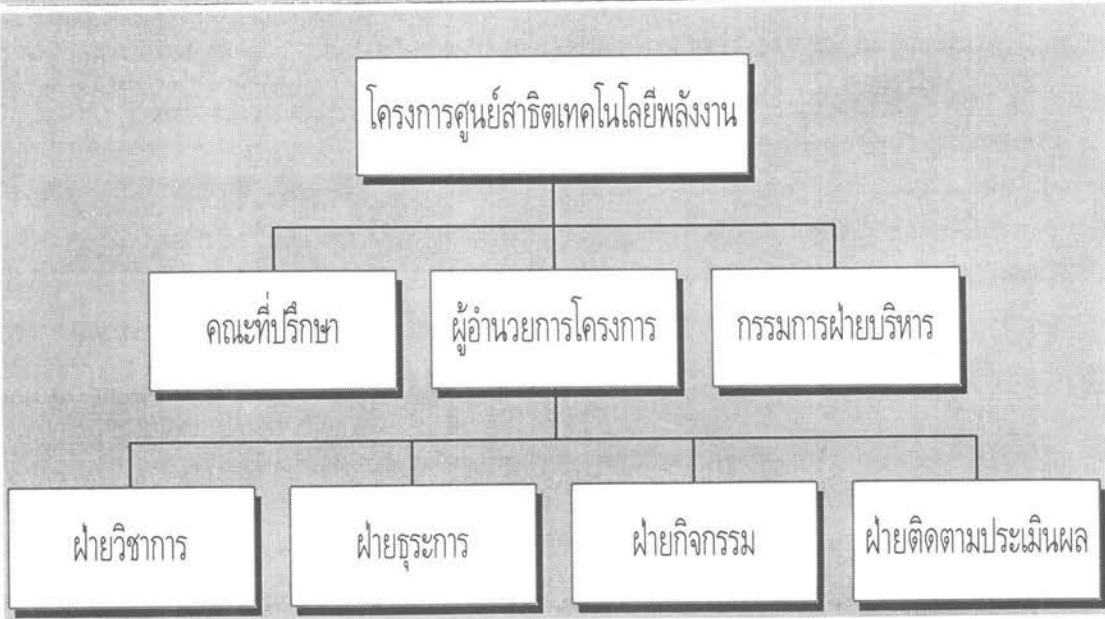 โครงการศูนย์สาธิตเทคโนโลยีพลังงาน
คณะที่ปรึกษา
ผู้อำนวยการโครงการ
กรรมการฝ่ายบริหาร
ฝ่ายวิชาการ
ฝ่ายธุระการ
ฝ่ายกิจกรรม
ฝ่ายติดตามประเมินผล